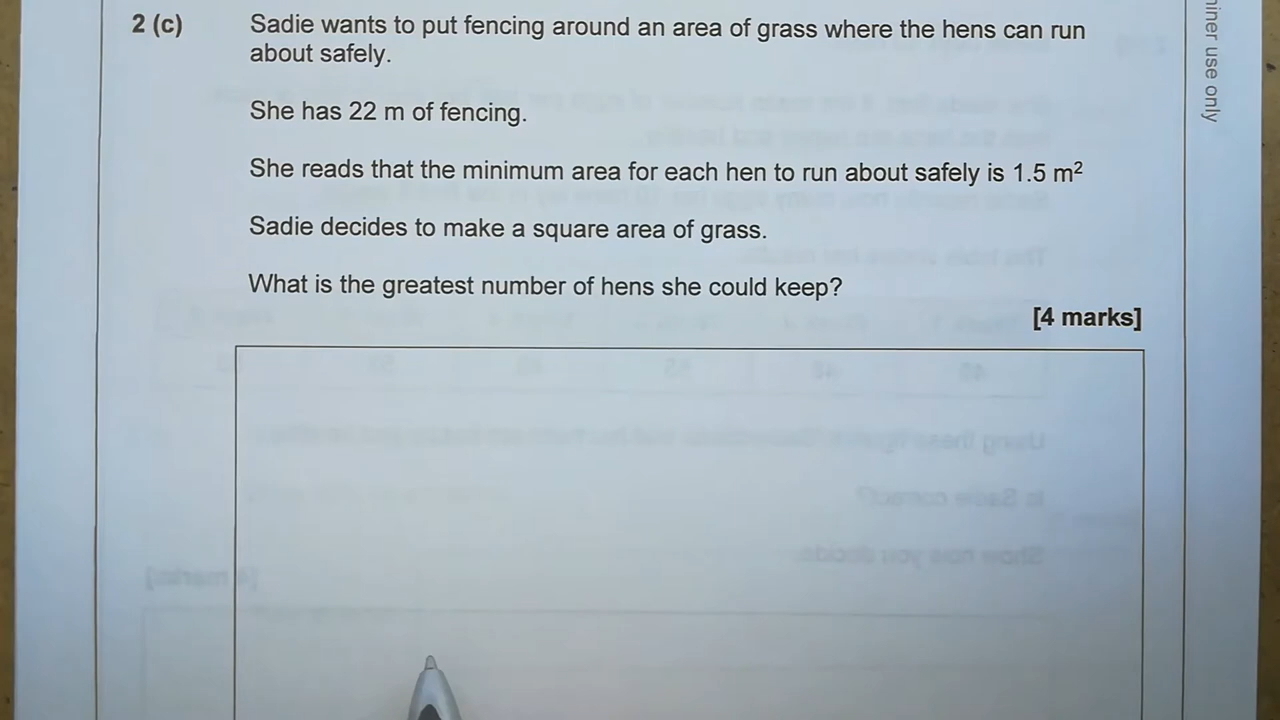 2 (c) Sadie wants to put fencing around an area of grass where the hens can run
about safely.
She has 22 m of fencing.
She reads that the minimum area for each hen to run about safely is 1.5 m²
Sadie decides to make a square area of grass.
What is the greatest number of hens she could keep?
[4 marks]
use only